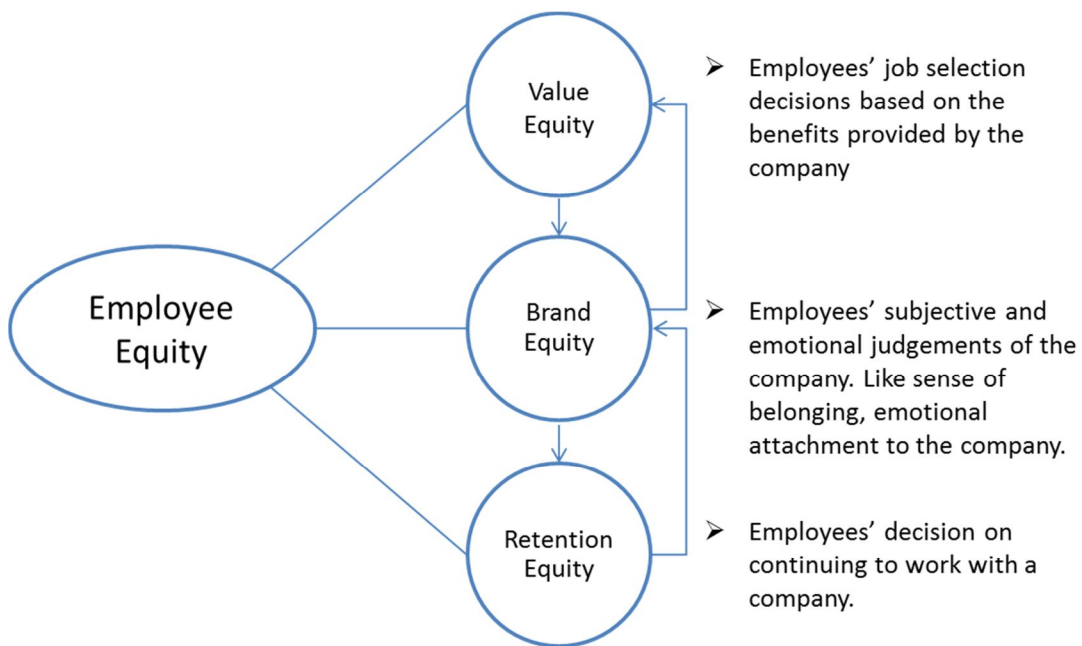 Value
Equity
➢ Employees’ job selection
decisions based on the
benefits provided by the
company
Employee
Equity
Brand
Equity
➢ Employees’ subjective and
emotional judgements of the
company. Like sense of
belonging, emotional
attachment to the company.
Retention
Equity
➢ Employees’ decision on
continuing to work with a
company.